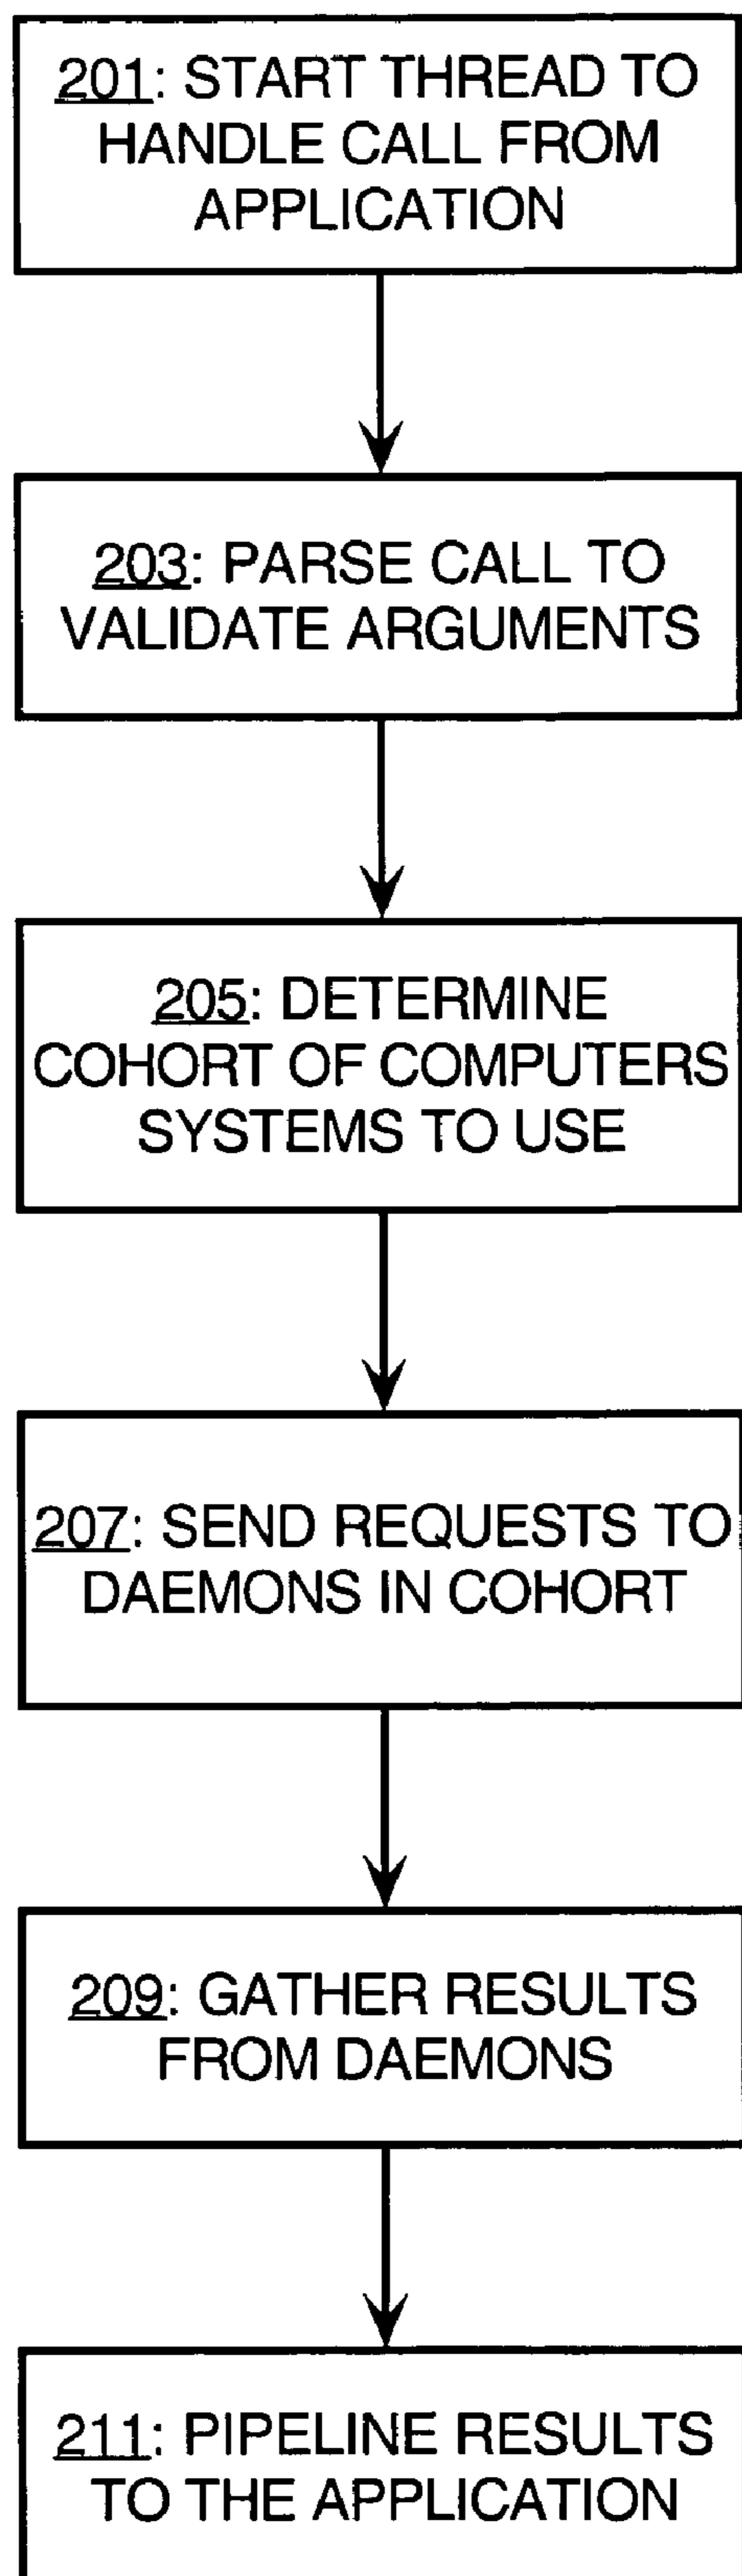 201: START THREAD TO
HANDLE CALL FROM
APPLICATION
203: PARSE CALL TO
VALIDATE ARGUMENTS
205: DETERMINE
COHORT OF COMPUTERS
SYSTEMS TO USE
207: SEND REQUESTS TO
DAEMONS IN COHORT
209: GATHER RESULTS
FROM DAEMONS
211: PIPELINE RESULTS
TO THE APPLICATION